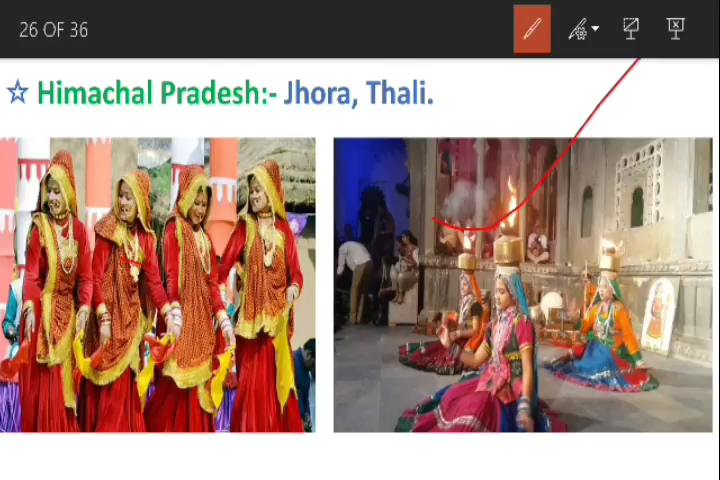 26 OF 36
☆ Himachal Pradesh:- Jhora, Thali.